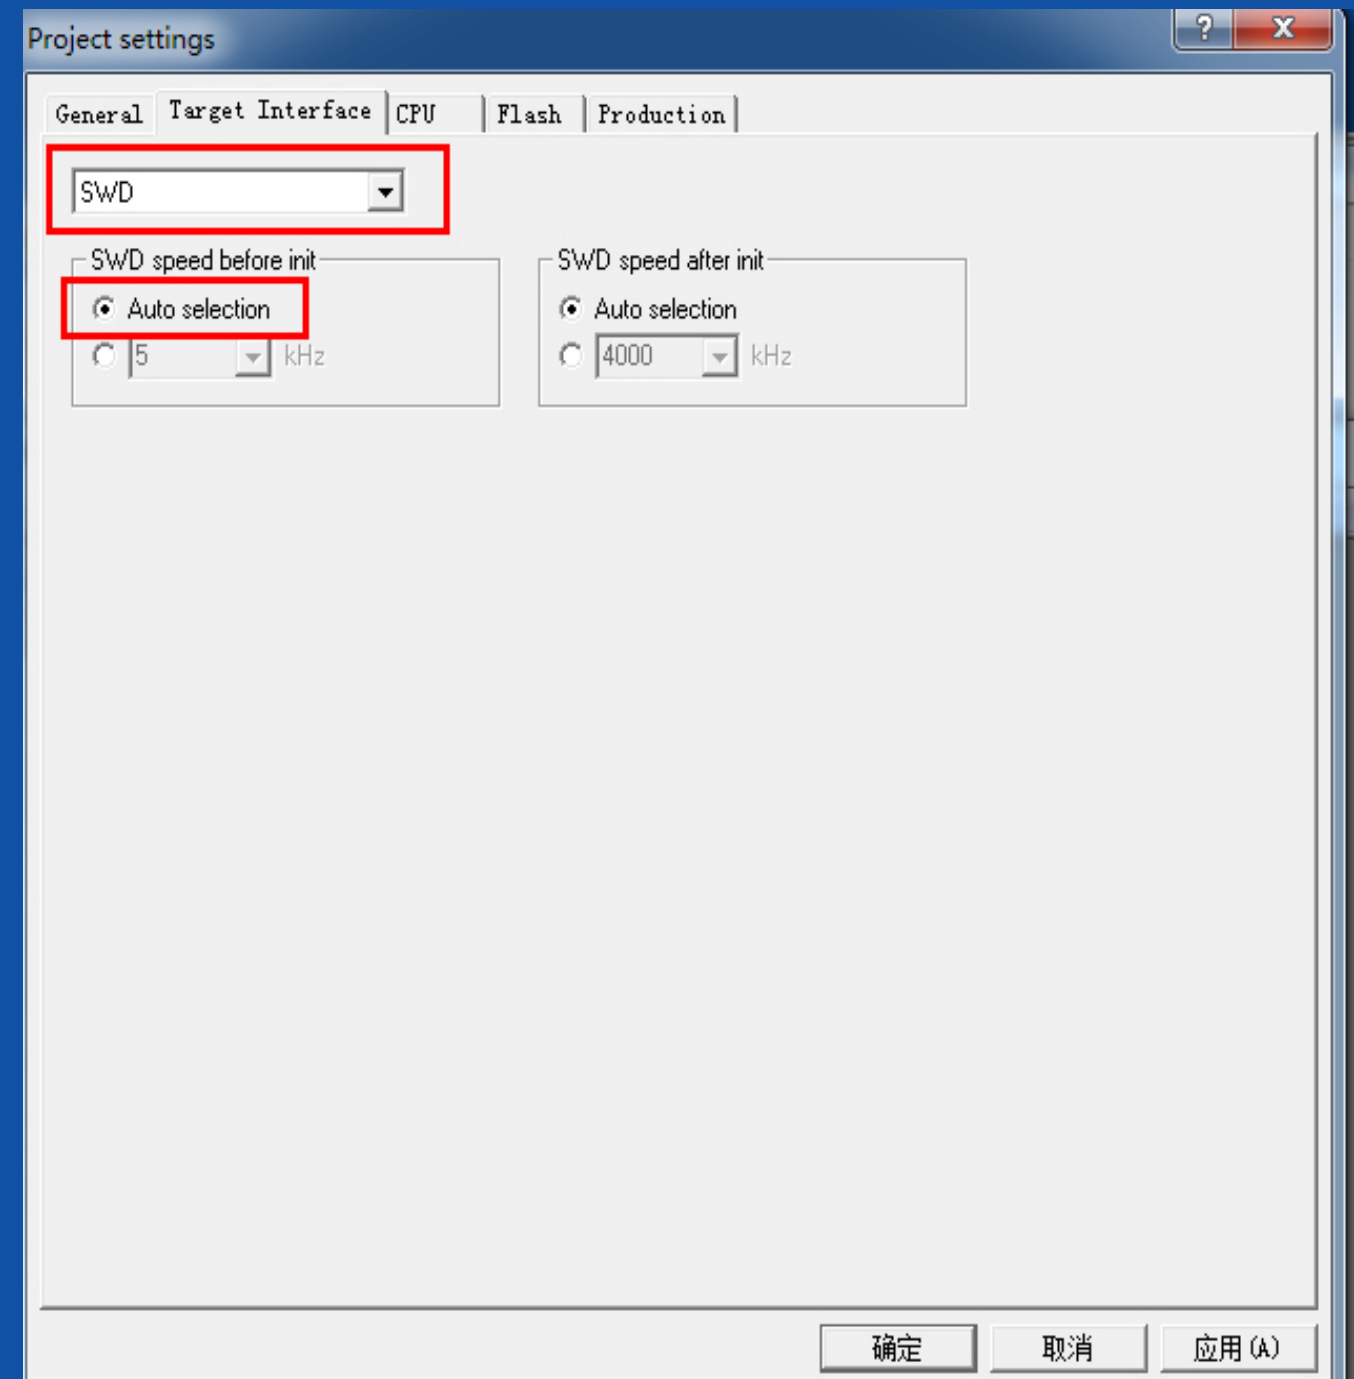 Project settings
? X
General Target Interface CPU Flash Production
SWD
SWD speed before init SWD speed after init
Auto selection Auto selection
5 kHz 4000 kHz
确定 取消 应用(A)